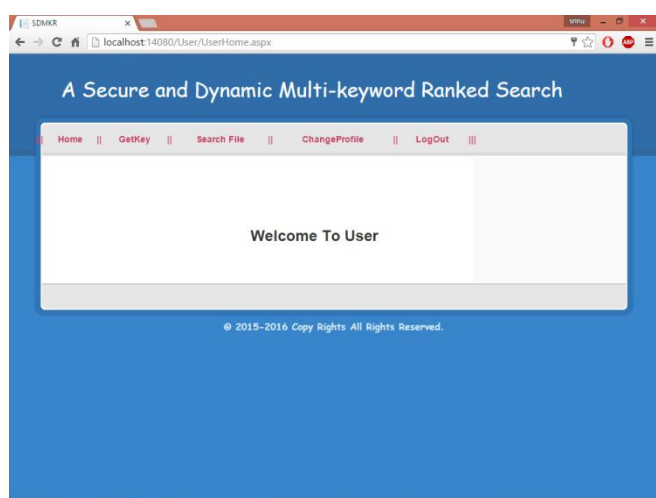 SDMKR
srinu
localhost:14080/User/UserHome.aspx
ABP
A Secure and Dynamic Multi-keyword Ranked Search
|| Home || GetKey || Search File || ChangeProfile || LogOut |||
Welcome To User
© 2015-2016 Copy Rights All Rights Reserved.